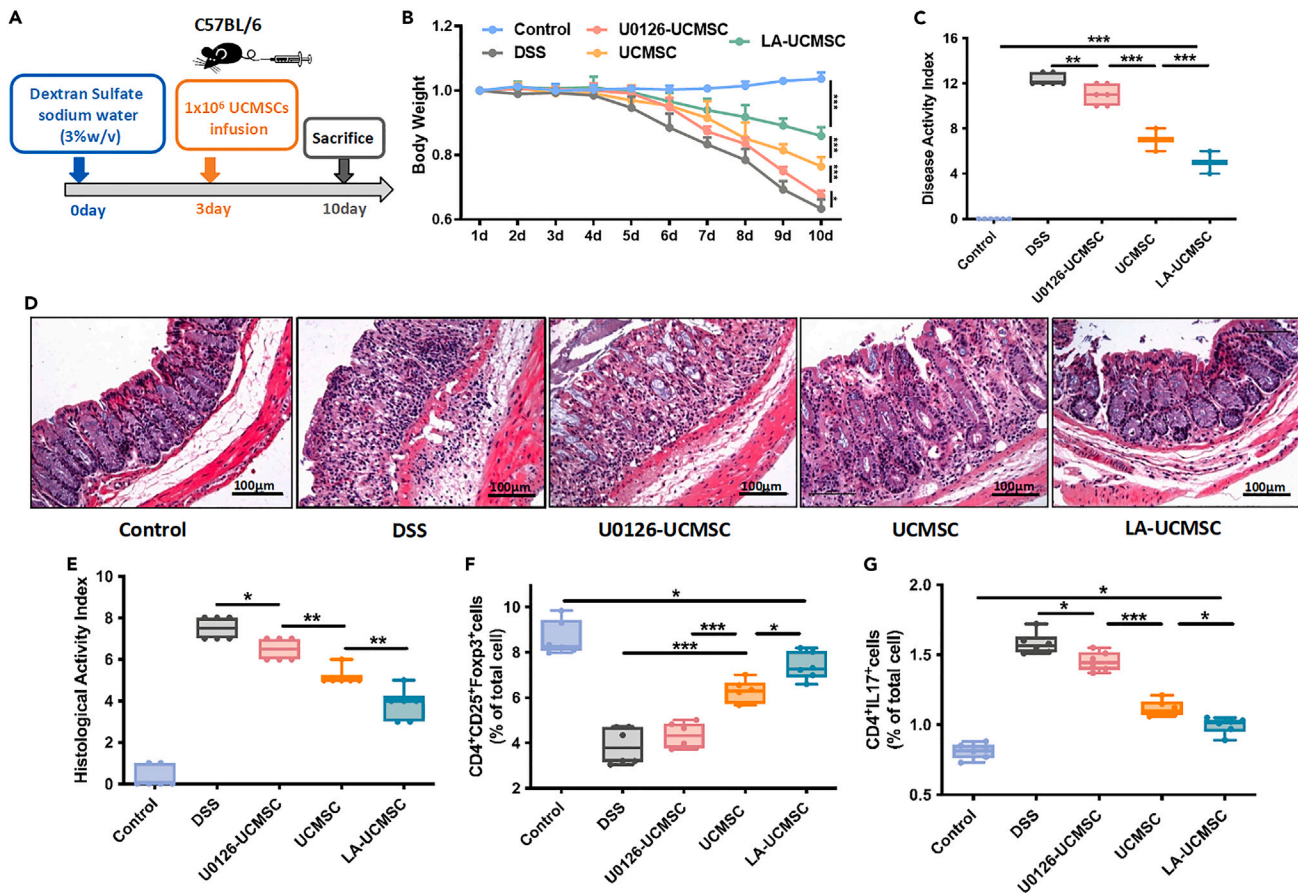 A
C57BL/6
Dextran Sulfate
sodium water
(3%w/v)
1x10⁶ UCMSCs
infusion
Sacrifice
0day
3day
10day
B
Control
DSS
U0126-UCMSC
UCMSC
LA-UCMSC
Body Weight
1.2
1.0
0.8
0.6
1d 2d 3d 4d 5d 6d 7d 8d 9d 10d
***
***
***
*
C
Disease Activity Index
16
12
8
4
0
***
** *** ***
Control
DSS
U0126-UCMSC
UCMSC
LA-UCMSC
D
100μm 100μm 100μm 100μm 100μm
Control DSS U0126-UCMSC UCMSC LA-UCMSC
E
Histological Activity Index
10
8
6
4
2
0
* ** **
Control
DSS
U0126-UCMSC
UCMSC
LA-UCMSC
F
CD4⁺CD25⁺Foxp3⁺cells
(% of total cell)
10
8
6
4
2
*
*** *
***
Control
DSS
U0126-UCMSC
UCMSC
LA-UCMSC
G
CD4⁺IL17⁺cells
(% of total cell)
2.0
1.5
1.0
0.5
*
* *** *
Control
DSS
U0126-UCMSC
UCMSC
LA-UCMSC